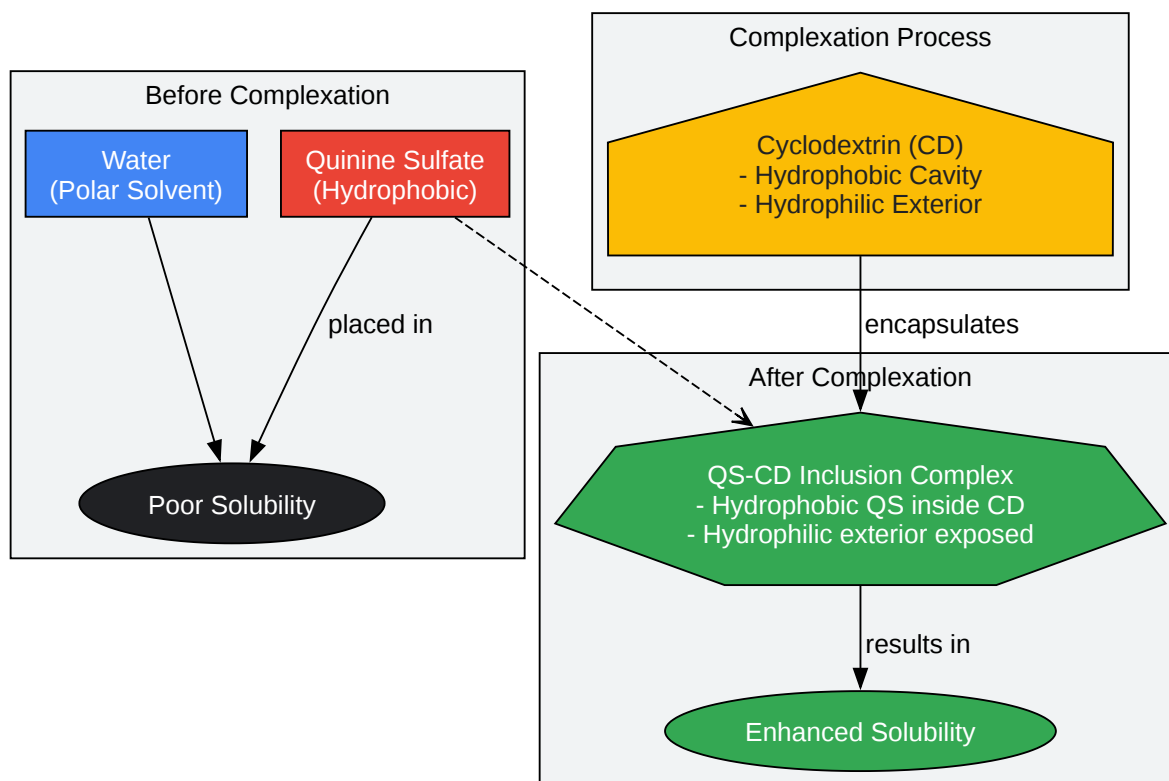 Before Complexation
Water
(Polar Solvent)
Quinine Sulfate
(Hydrophobic)
placed in
Poor Solubility
Complexation Process
Cyclodextrin (CD)
- Hydrophobic Cavity
- Hydrophilic Exterior
encapsulates
After Complexation
QS-CD Inclusion Complex
- Hydrophobic QS inside CD
- Hydrophilic exterior exposed
results in
Enhanced Solubility